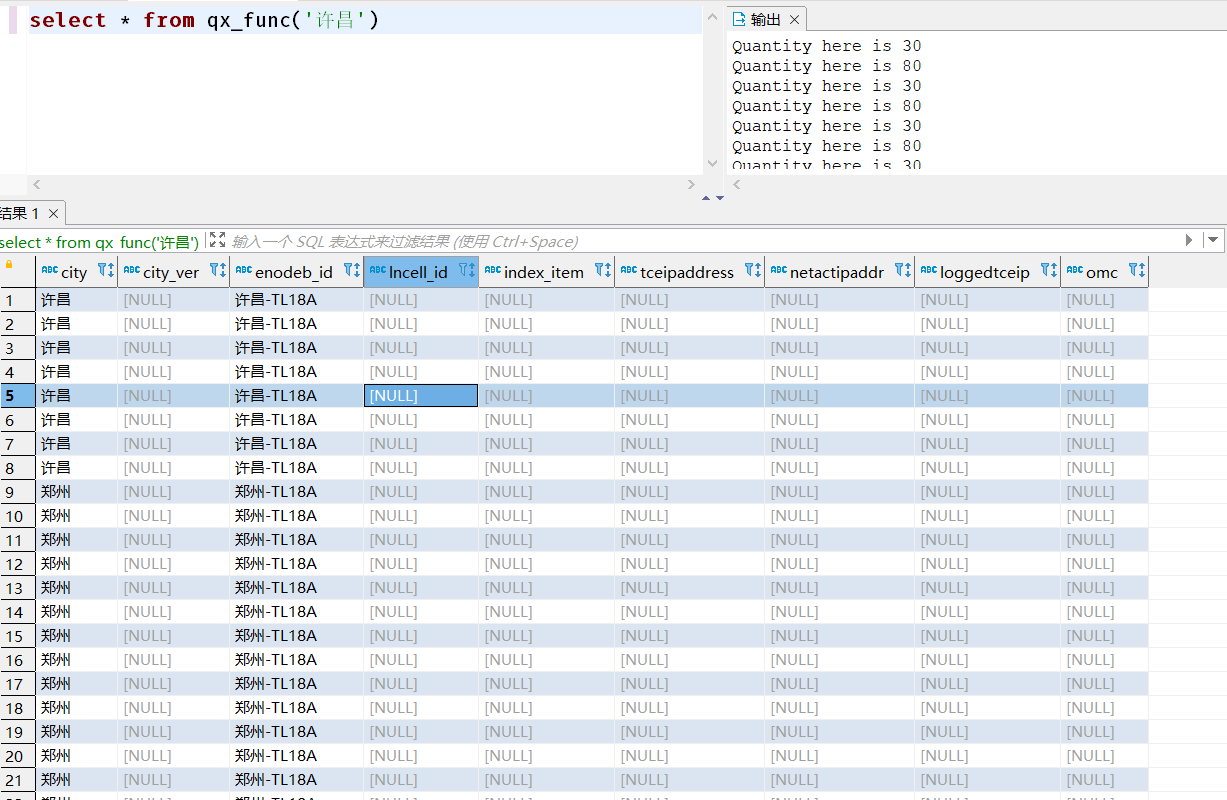 select * from qx_func('许昌')
输出
Quantity here is 30
Quantity here is 80
Quantity here is 30
Quantity here is 80
Quantity here is 30
Quantity here is 80
Quantity here is 30
结果 1
select * from qx_func('许昌') 输入一个 SQL 表达式来过滤结果 (使用 Ctrl+Space)
ABC city ABC city_ver ABC enodeb_id ABC lncell_id ABC index_item ABC tceipaddress ABC netactipaddr ABC loggedtceip ABC omc
1 许昌 [NULL] 许昌-TL18A [NULL] [NULL] [NULL] [NULL] [NULL] [NULL]
2 许昌 [NULL] 许昌-TL18A [NULL] [NULL] [NULL] [NULL] [NULL] [NULL]
3 许昌 [NULL] 许昌-TL18A [NULL] [NULL] [NULL] [NULL] [NULL] [NULL]
4 许昌 [NULL] 许昌-TL18A [NULL] [NULL] [NULL] [NULL] [NULL] [NULL]
5 许昌 [NULL] 许昌-TL18A [NULL] [NULL] [NULL] [NULL] [NULL] [NULL]
6 许昌 [NULL] 许昌-TL18A [NULL] [NULL] [NULL] [NULL] [NULL] [NULL]
7 许昌 [NULL] 许昌-TL18A [NULL] [NULL] [NULL] [NULL] [NULL] [NULL]
8 许昌 [NULL] 许昌-TL18A [NULL] [NULL] [NULL] [NULL] [NULL] [NULL]
9 郑州 [NULL] 郑州-TL18A [NULL] [NULL] [NULL] [NULL] [NULL] [NULL]
10 郑州 [NULL] 郑州-TL18A [NULL] [NULL] [NULL] [NULL] [NULL] [NULL]
11 郑州 [NULL] 郑州-TL18A [NULL] [NULL] [NULL] [NULL] [NULL] [NULL]
12 郑州 [NULL] 郑州-TL18A [NULL] [NULL] [NULL] [NULL] [NULL] [NULL]
13 郑州 [NULL] 郑州-TL18A [NULL] [NULL] [NULL] [NULL] [NULL] [NULL]
14 郑州 [NULL] 郑州-TL18A [NULL] [NULL] [NULL] [NULL] [NULL] [NULL]
15 郑州 [NULL] 郑州-TL18A [NULL] [NULL] [NULL] [NULL] [NULL] [NULL]
16 郑州 [NULL] 郑州-TL18A [NULL] [NULL] [NULL] [NULL] [NULL] [NULL]
17 郑州 [NULL] 郑州-TL18A [NULL] [NULL] [NULL] [NULL] [NULL] [NULL]
18 郑州 [NULL] 郑州-TL18A [NULL] [NULL] [NULL] [NULL] [NULL] [NULL]
19 郑州 [NULL] 郑州-TL18A [NULL] [NULL] [NULL] [NULL] [NULL] [NULL]
20 郑州 [NULL] 郑州-TL18A [NULL] [NULL] [NULL] [NULL] [NULL] [NULL]
21 郑州 [NULL] 郑州-TL18A [NULL] [NULL] [NULL] [NULL] [NULL] [NULL]